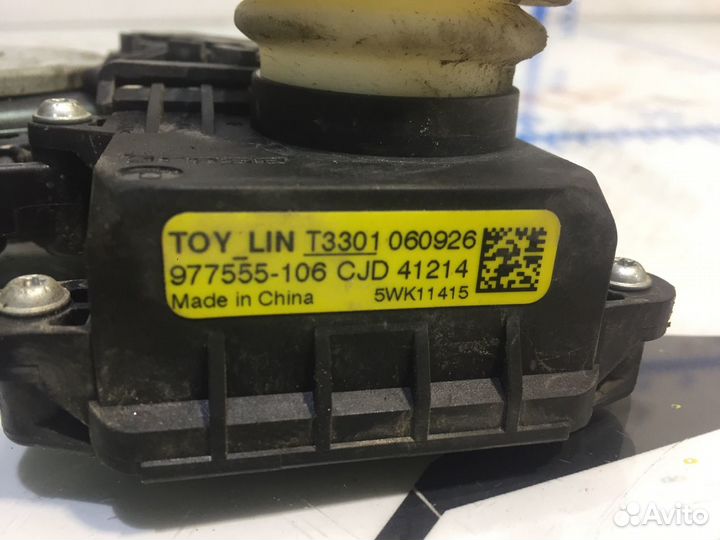 TOY_LIN T3301 060926
977555-106 CJD 41214
Made in China 5WK11415
Avito